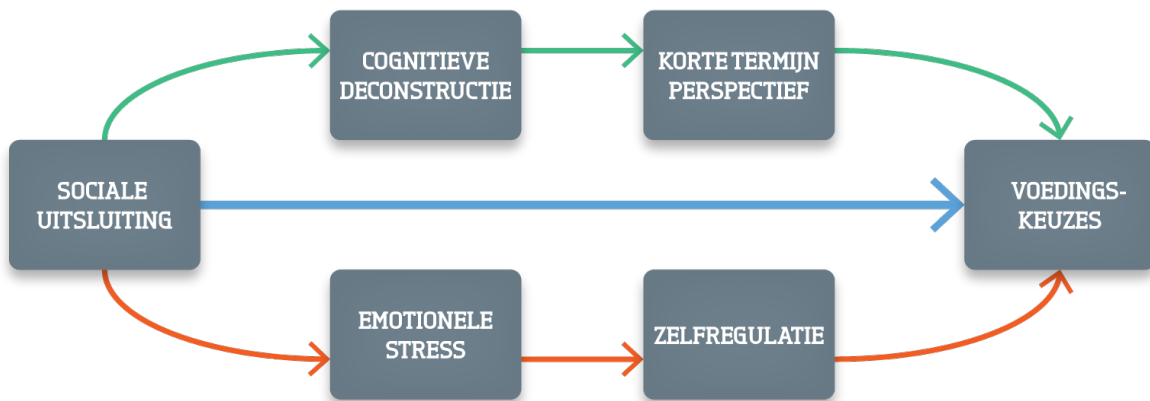 COGNITIEVE
DECONSTRUCTIE
KORTE TERMIJN
PERSPECTIEF
SOCIALE
UITSLUITING
VOEDINGS-
KEUZES
EMOTIONELE
STRESS
ZELFREGULATIE